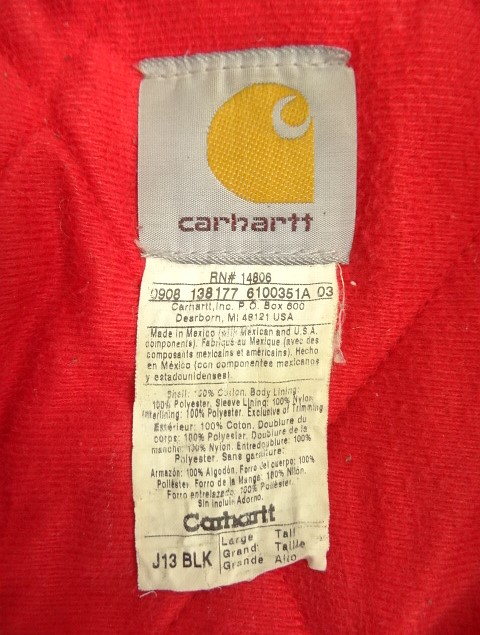 carhartt
RN# 14806
0908 138177 6100351A 03
Carhartt, Inc. P.O. Box 600
Dearborn, MI 48121 USA
Made in Mexico (with Mexican and U.S.A.
components). Fabriqué au Mexique (avec des
composants mexicains et américains). Hecho
en México (con componentes mexicanos
y estadounidenses).
Shell: 100% Cotton. Body Lining:
100% Polyester. Sleeve Lining: 100% Nylon.
Interlining: 100% Polyester. Exclusive of Trimming
Extérieur: 100% Coton. Doublure du
corps: 100% Polyester. Doublure de la
manche: 100% Nylon. Entredoublure: 100%
Polyester. Sans garniture:
Armazón: 100% Algodón. Forro del cuerpo: 100%
Poliéster. Forro de la Manga: 100% Nilón.
Forro entrelazado: 100% Poliéster.
Sin incluir Adorno.
Carhartt
J13 BLK
Large Tall
Grand Taille
Grande Alto